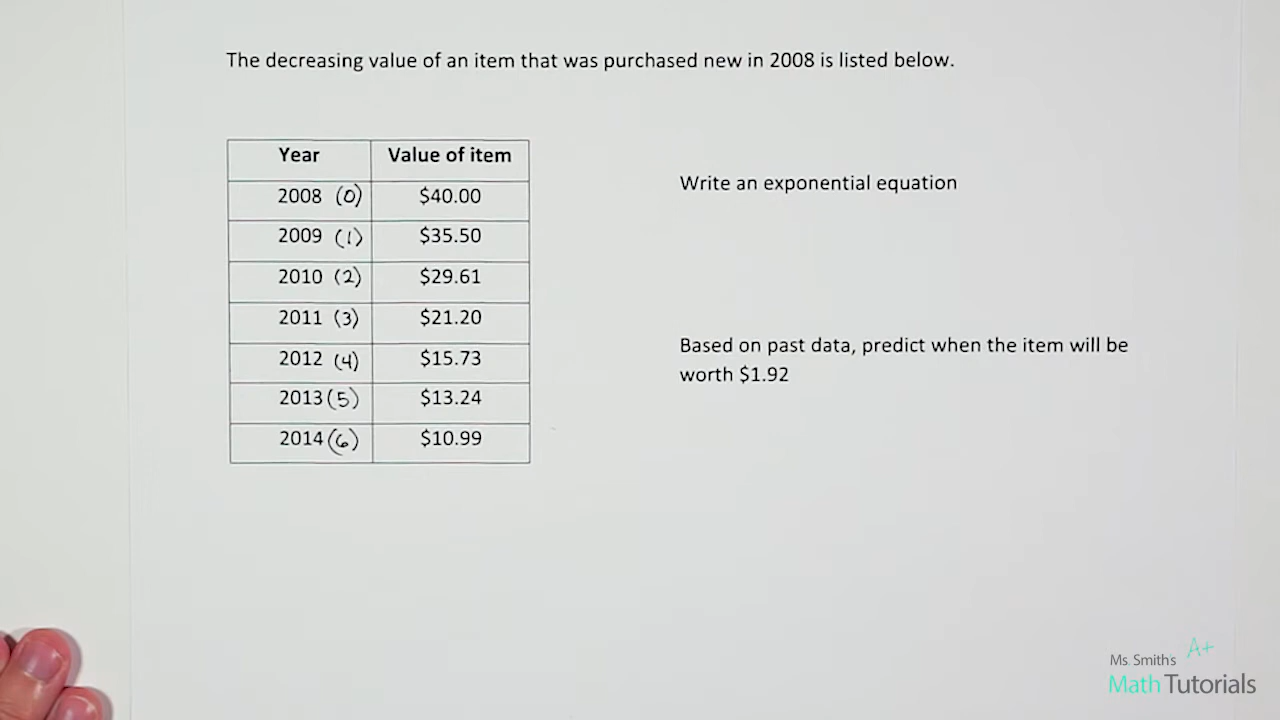 The decreasing value of an item that was purchased new in 2008 is listed below.
Year Value of item
2008 (0) $40.00
2009 (1) $35.50
2010 (2) $29.61
2011 (3) $21.20
2012 (4) $15.73
2013 (5) $13.24
2014 (6) $10.99
Write an exponential equation
Based on past data, predict when the item will be
worth $1.92
Ms. Smith's A+
Math Tutorials